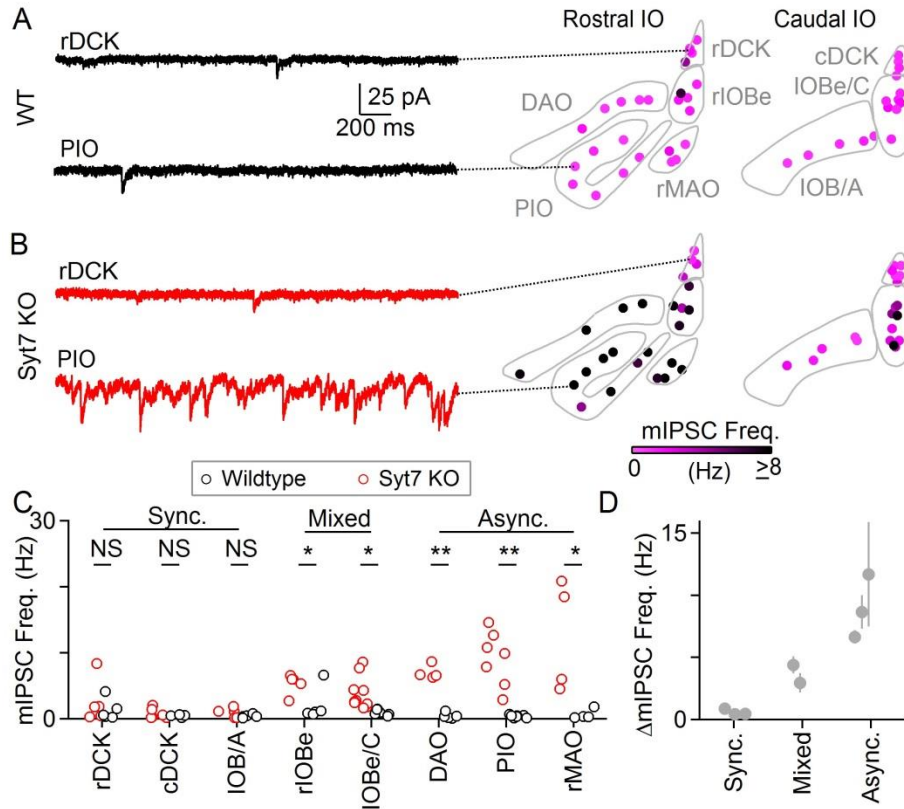 A
Rostral IO
Caudal IO
rDCK
rDCK
cDCK
WT
25 pA
200 ms
DAO
rIOBe
IOBe/C
PIO
PIO
rMAO
IOB/A
B
rDCK
Syt7 KO
PIO
mIPSC Freq.
0 (Hz) ≥8
Wildtype Syt7 KO
C
D
30
Sync. Mixed Async.
NS NS NS * * ** ** *
mIPSC Freq. (Hz)
0
rDCK cDCK IOB/A rIOBe IOBe/C DAO PIO rMAO
15
ΔmIPSC Freq. (Hz)
0
Sync. Mixed Async.